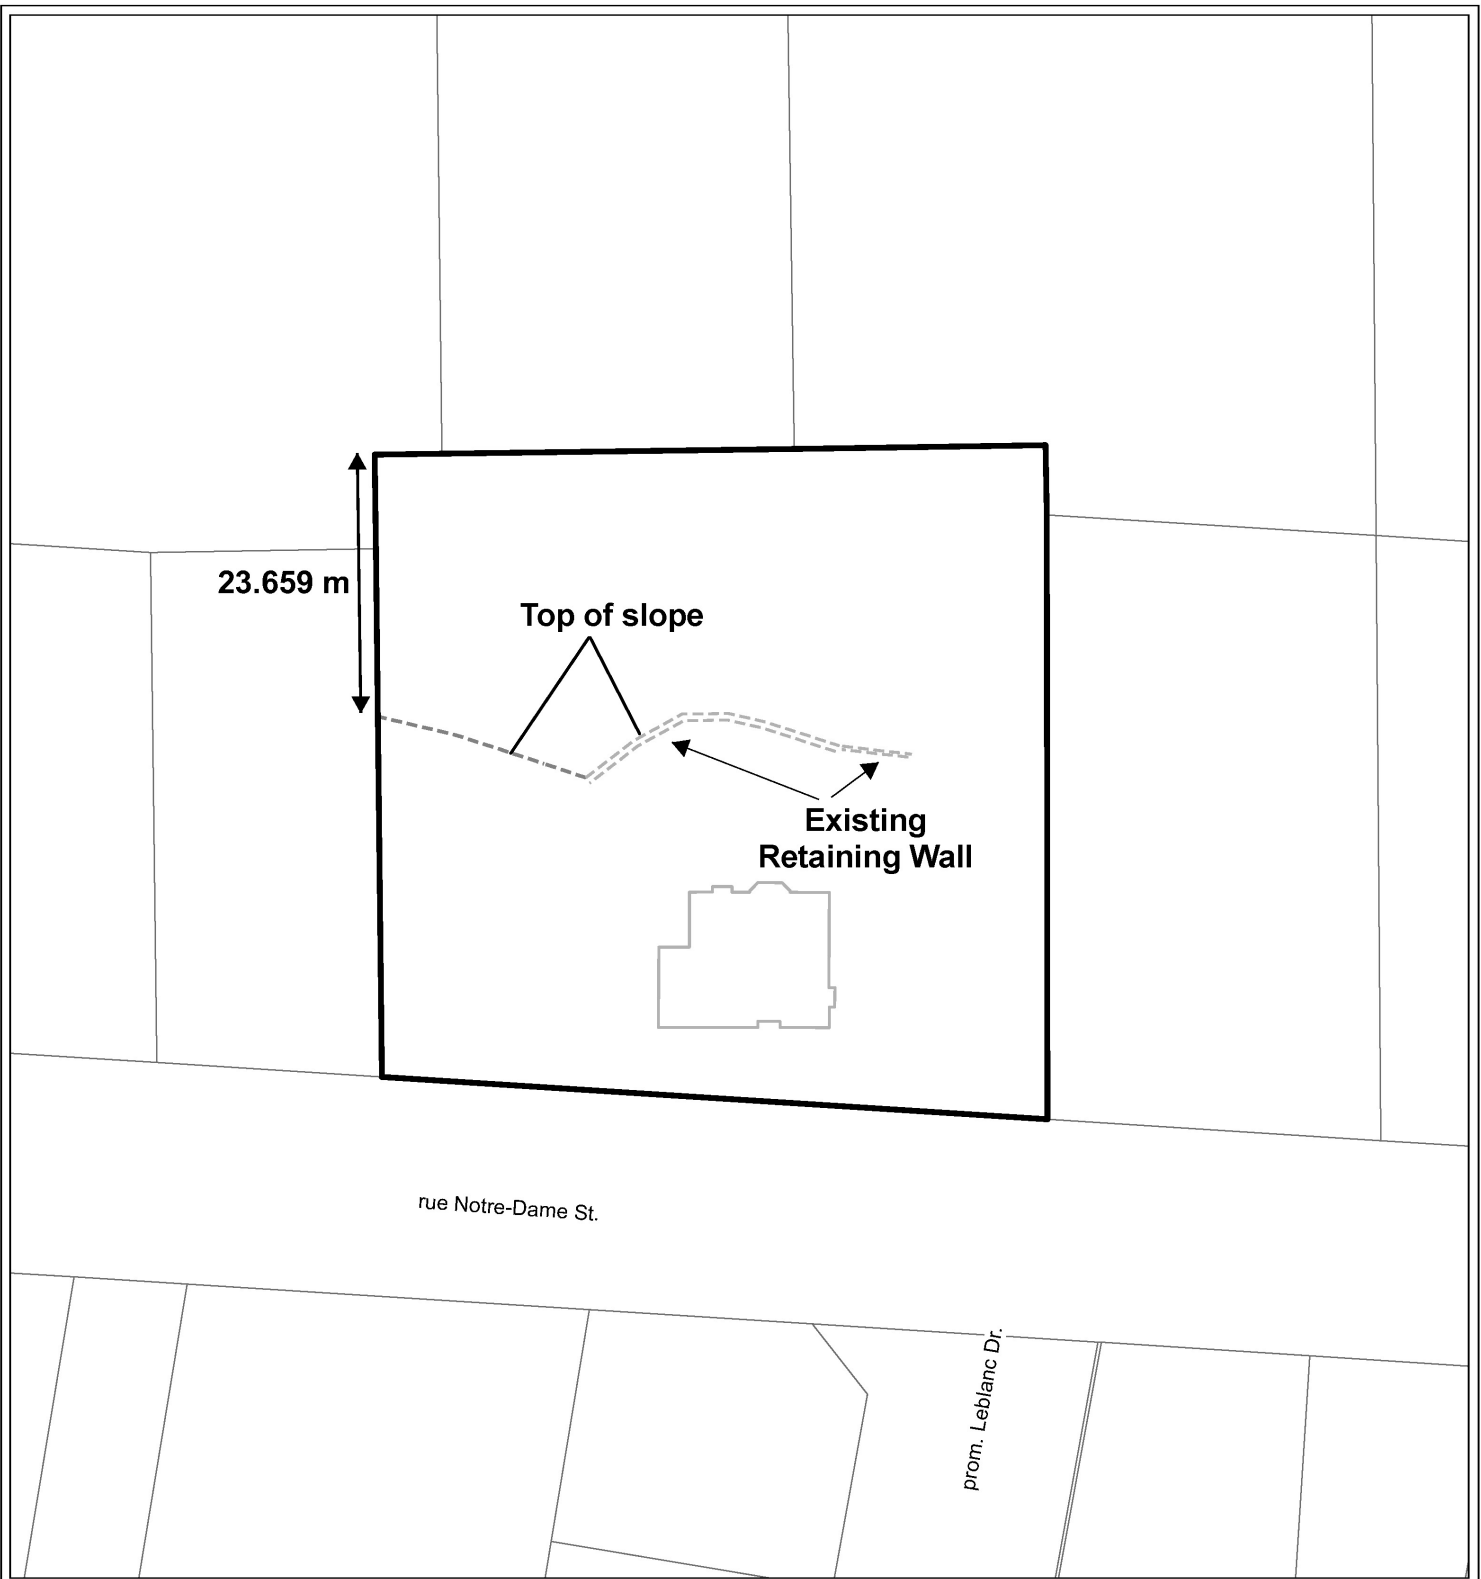 23.659 m
Top of slope
Existing
Retaining Wall
rue Notre-Dame St.
prom. Leblanc Dr.